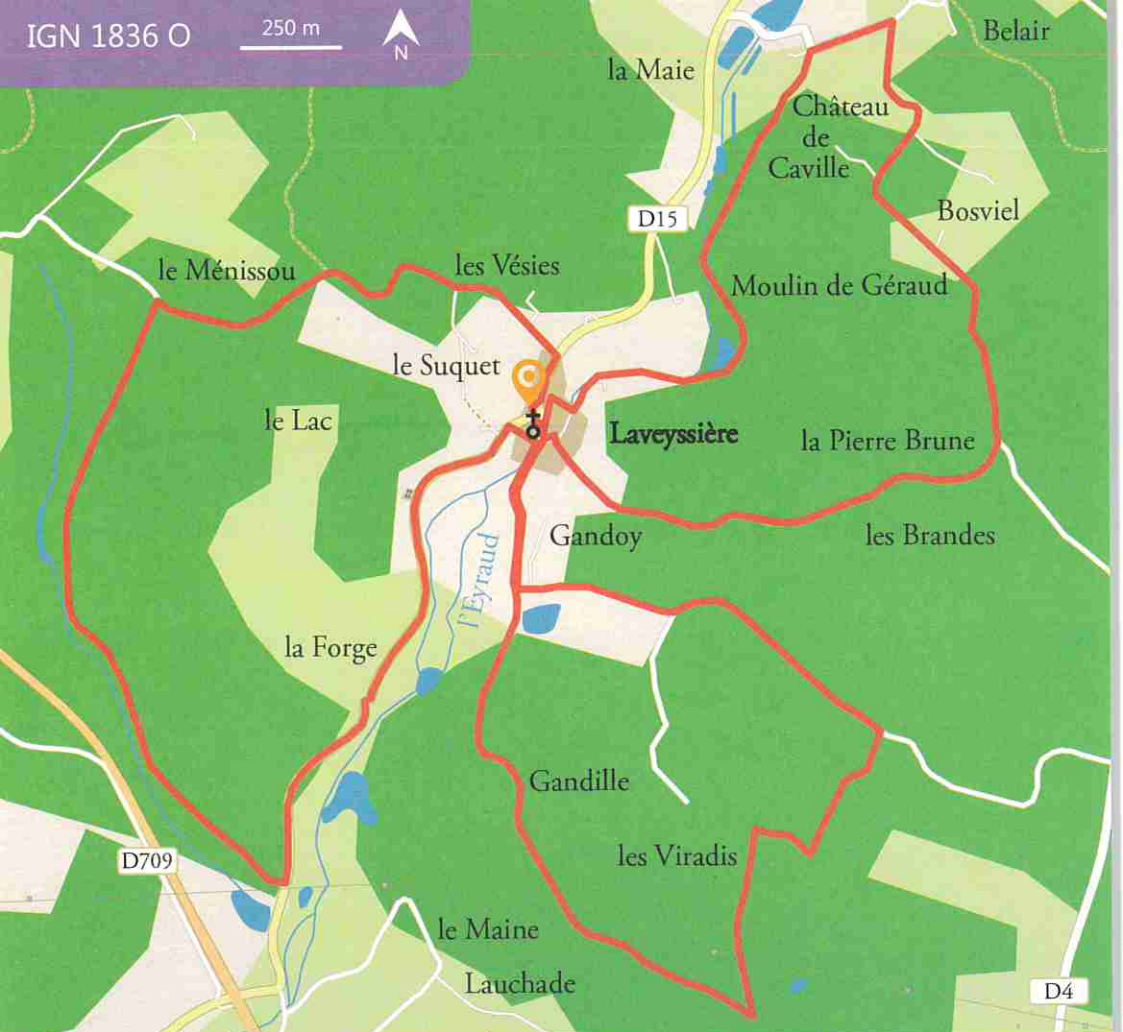 IGN 1836 O
250 m
N
Belair
la Maie
Château
de
Caville
D15
Bosviel
le Ménissou
les Vésies
Moulin de Géraud
le Suquet
le Lac
Laveyssière
la Pierre Brune
Gandoy
les Brandes
l'Eyraud
la Forge
Gandille
les Viradis
D709
le Maine
Lauchade
D4